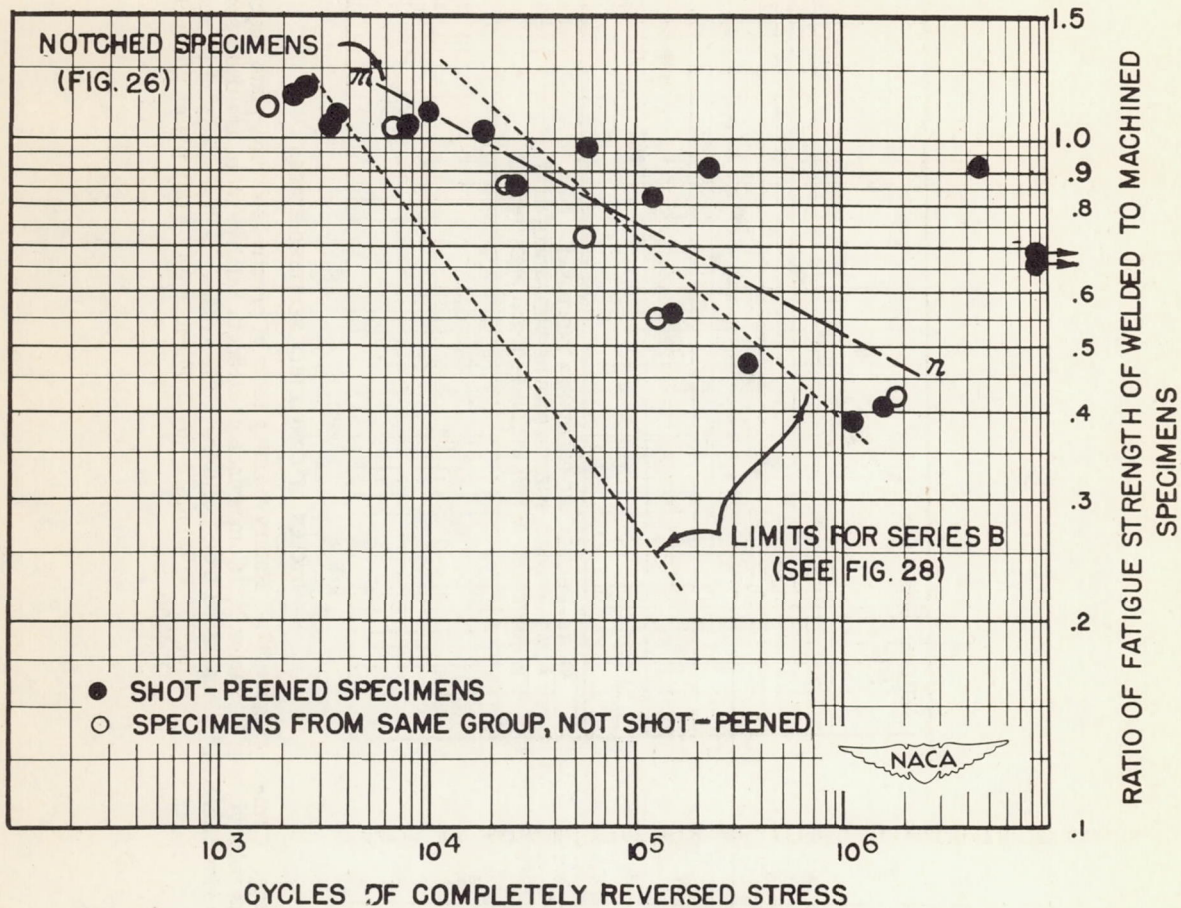 NOTCHED SPECIMENS
(FIG. 26)
m
n
LIMITS FOR SERIES B
(SEE FIG. 28)
SHOT-PEENED SPECIMENS
SPECIMENS FROM SAME GROUP, NOT SHOT-PEENED
NACA
1.5
1.0
.9
.8
.6
.5
.4
.3
.2
.1
RATIO OF FATIGUE STRENGTH OF WELDED TO MACHINED
SPECIMENS
10³ 10⁴ 10⁵ 10⁶
CYCLES OF COMPLETELY REVERSED STRESS